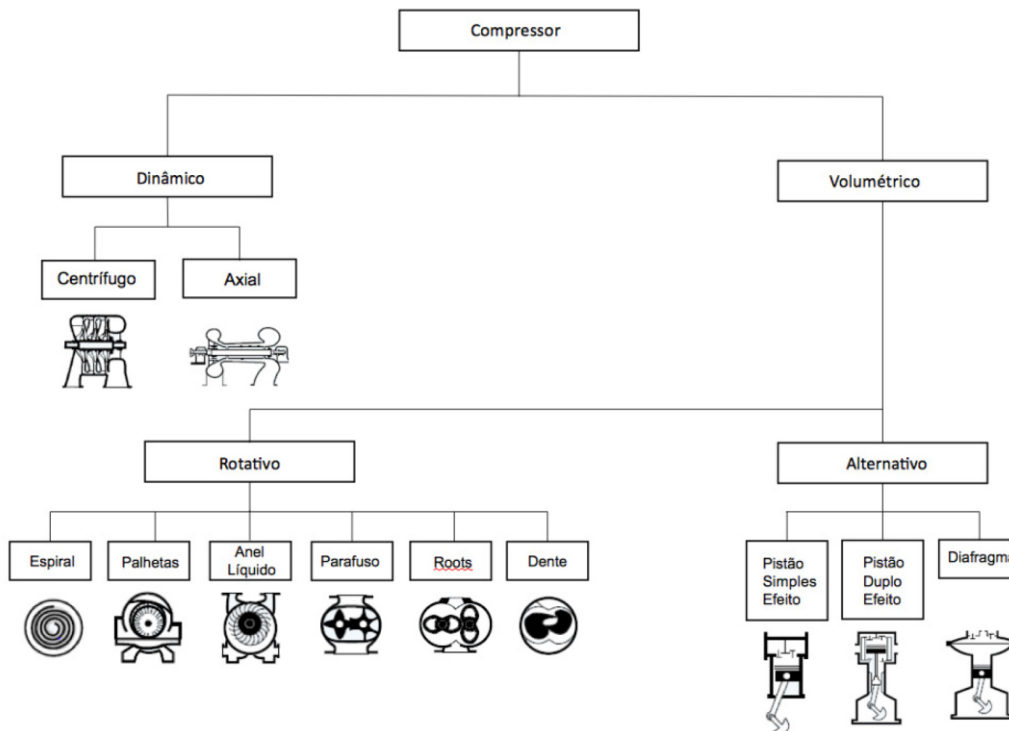 Compressor
Dinâmico
Volumétrico
Centrífugo
Axial
Rotativo
Alternativo
Espiral
Palhetas
Anel
Líquido
Parafuso
Roots
Dente
Pistão
Simples
Efeito
Pistão
Duplo
Efeito
Diafragma